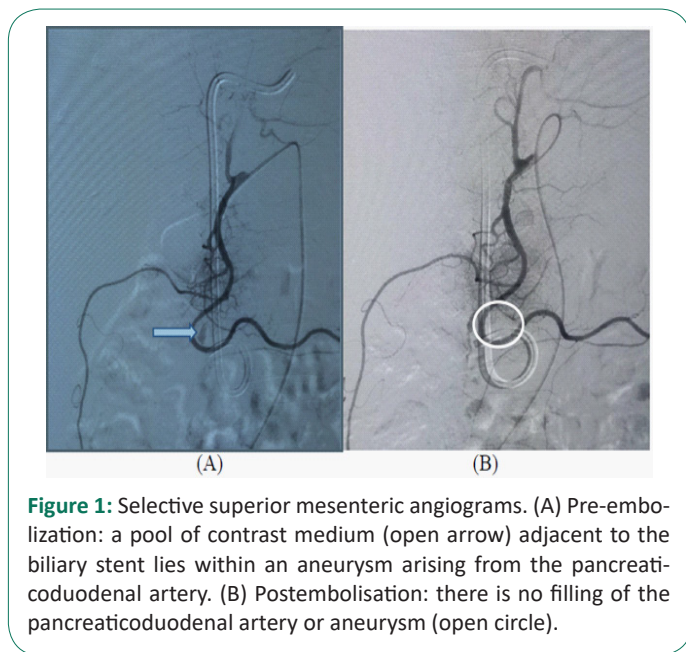 (A) (B)
Figure 1: Selective superior mesenteric angiograms. (A) Pre-embo-
lization: a pool of contrast medium (open arrow) adjacent to the
biliary stent lies within an aneurysm arising from the pancreati-
coduodenal artery. (B) Postembolisation: there is no filling of the
pancreaticoduodenal artery or aneurysm (open circle).